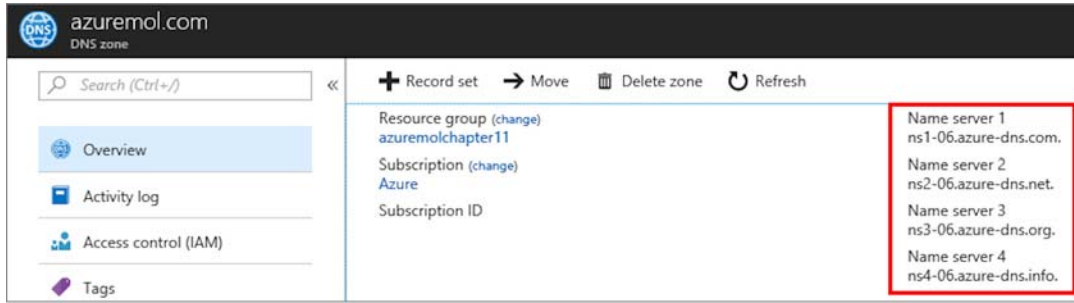 DNS
azuremol.com
DNS zone
Search (Ctrl+/)
«
Record set Move Delete zone Refresh
Overview
Activity log
Access control (IAM)
Tags
Resource group (change)
azuremolchapter11
Subscription (change)
Azure
Subscription ID
Name server 1
ns1-06.azure-dns.com.
Name server 2
ns2-06.azure-dns.net.
Name server 3
ns3-06.azure-dns.org.
Name server 4
ns4-06.azure-dns.info.